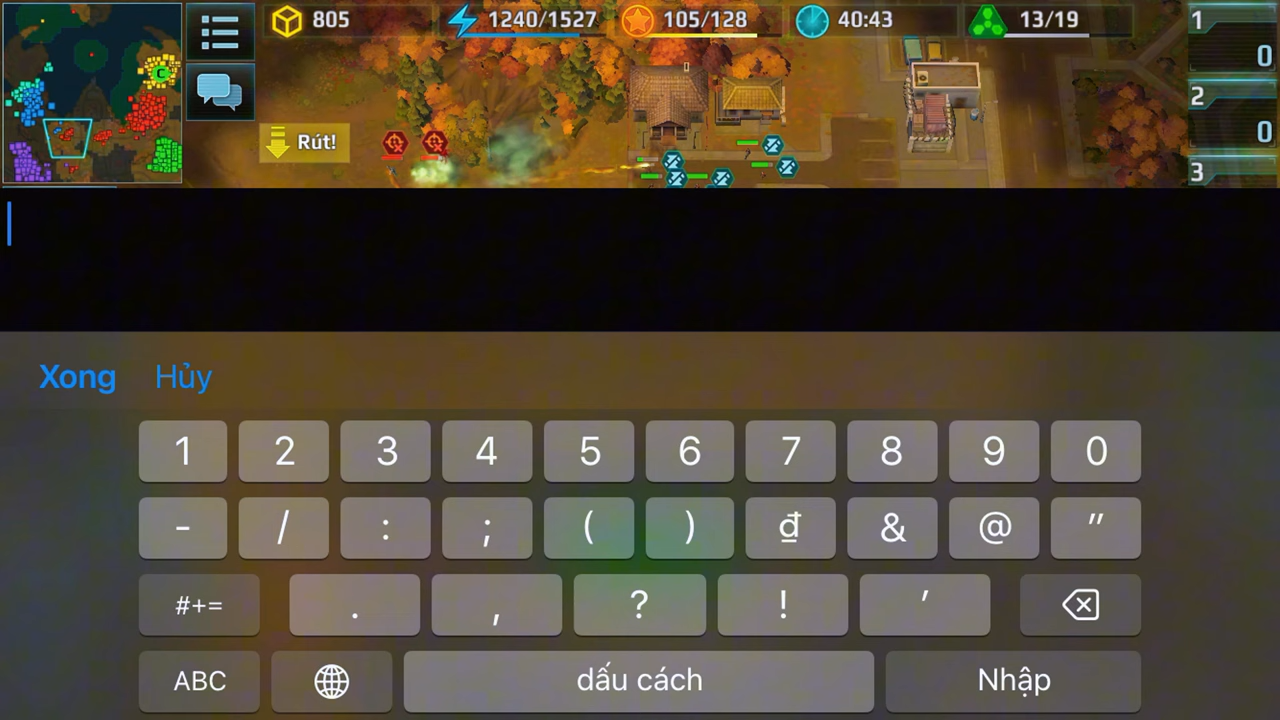 805 1240/1527 105/128 40:43 13/19
1
0
2
0
3
C
Rút!
Xong Hủy
1 2 3 4 5 6 7 8 9 0
- / : ; ( ) ₫ & @ "
#+= . , ? ! '
ABC dấu cách Nhập